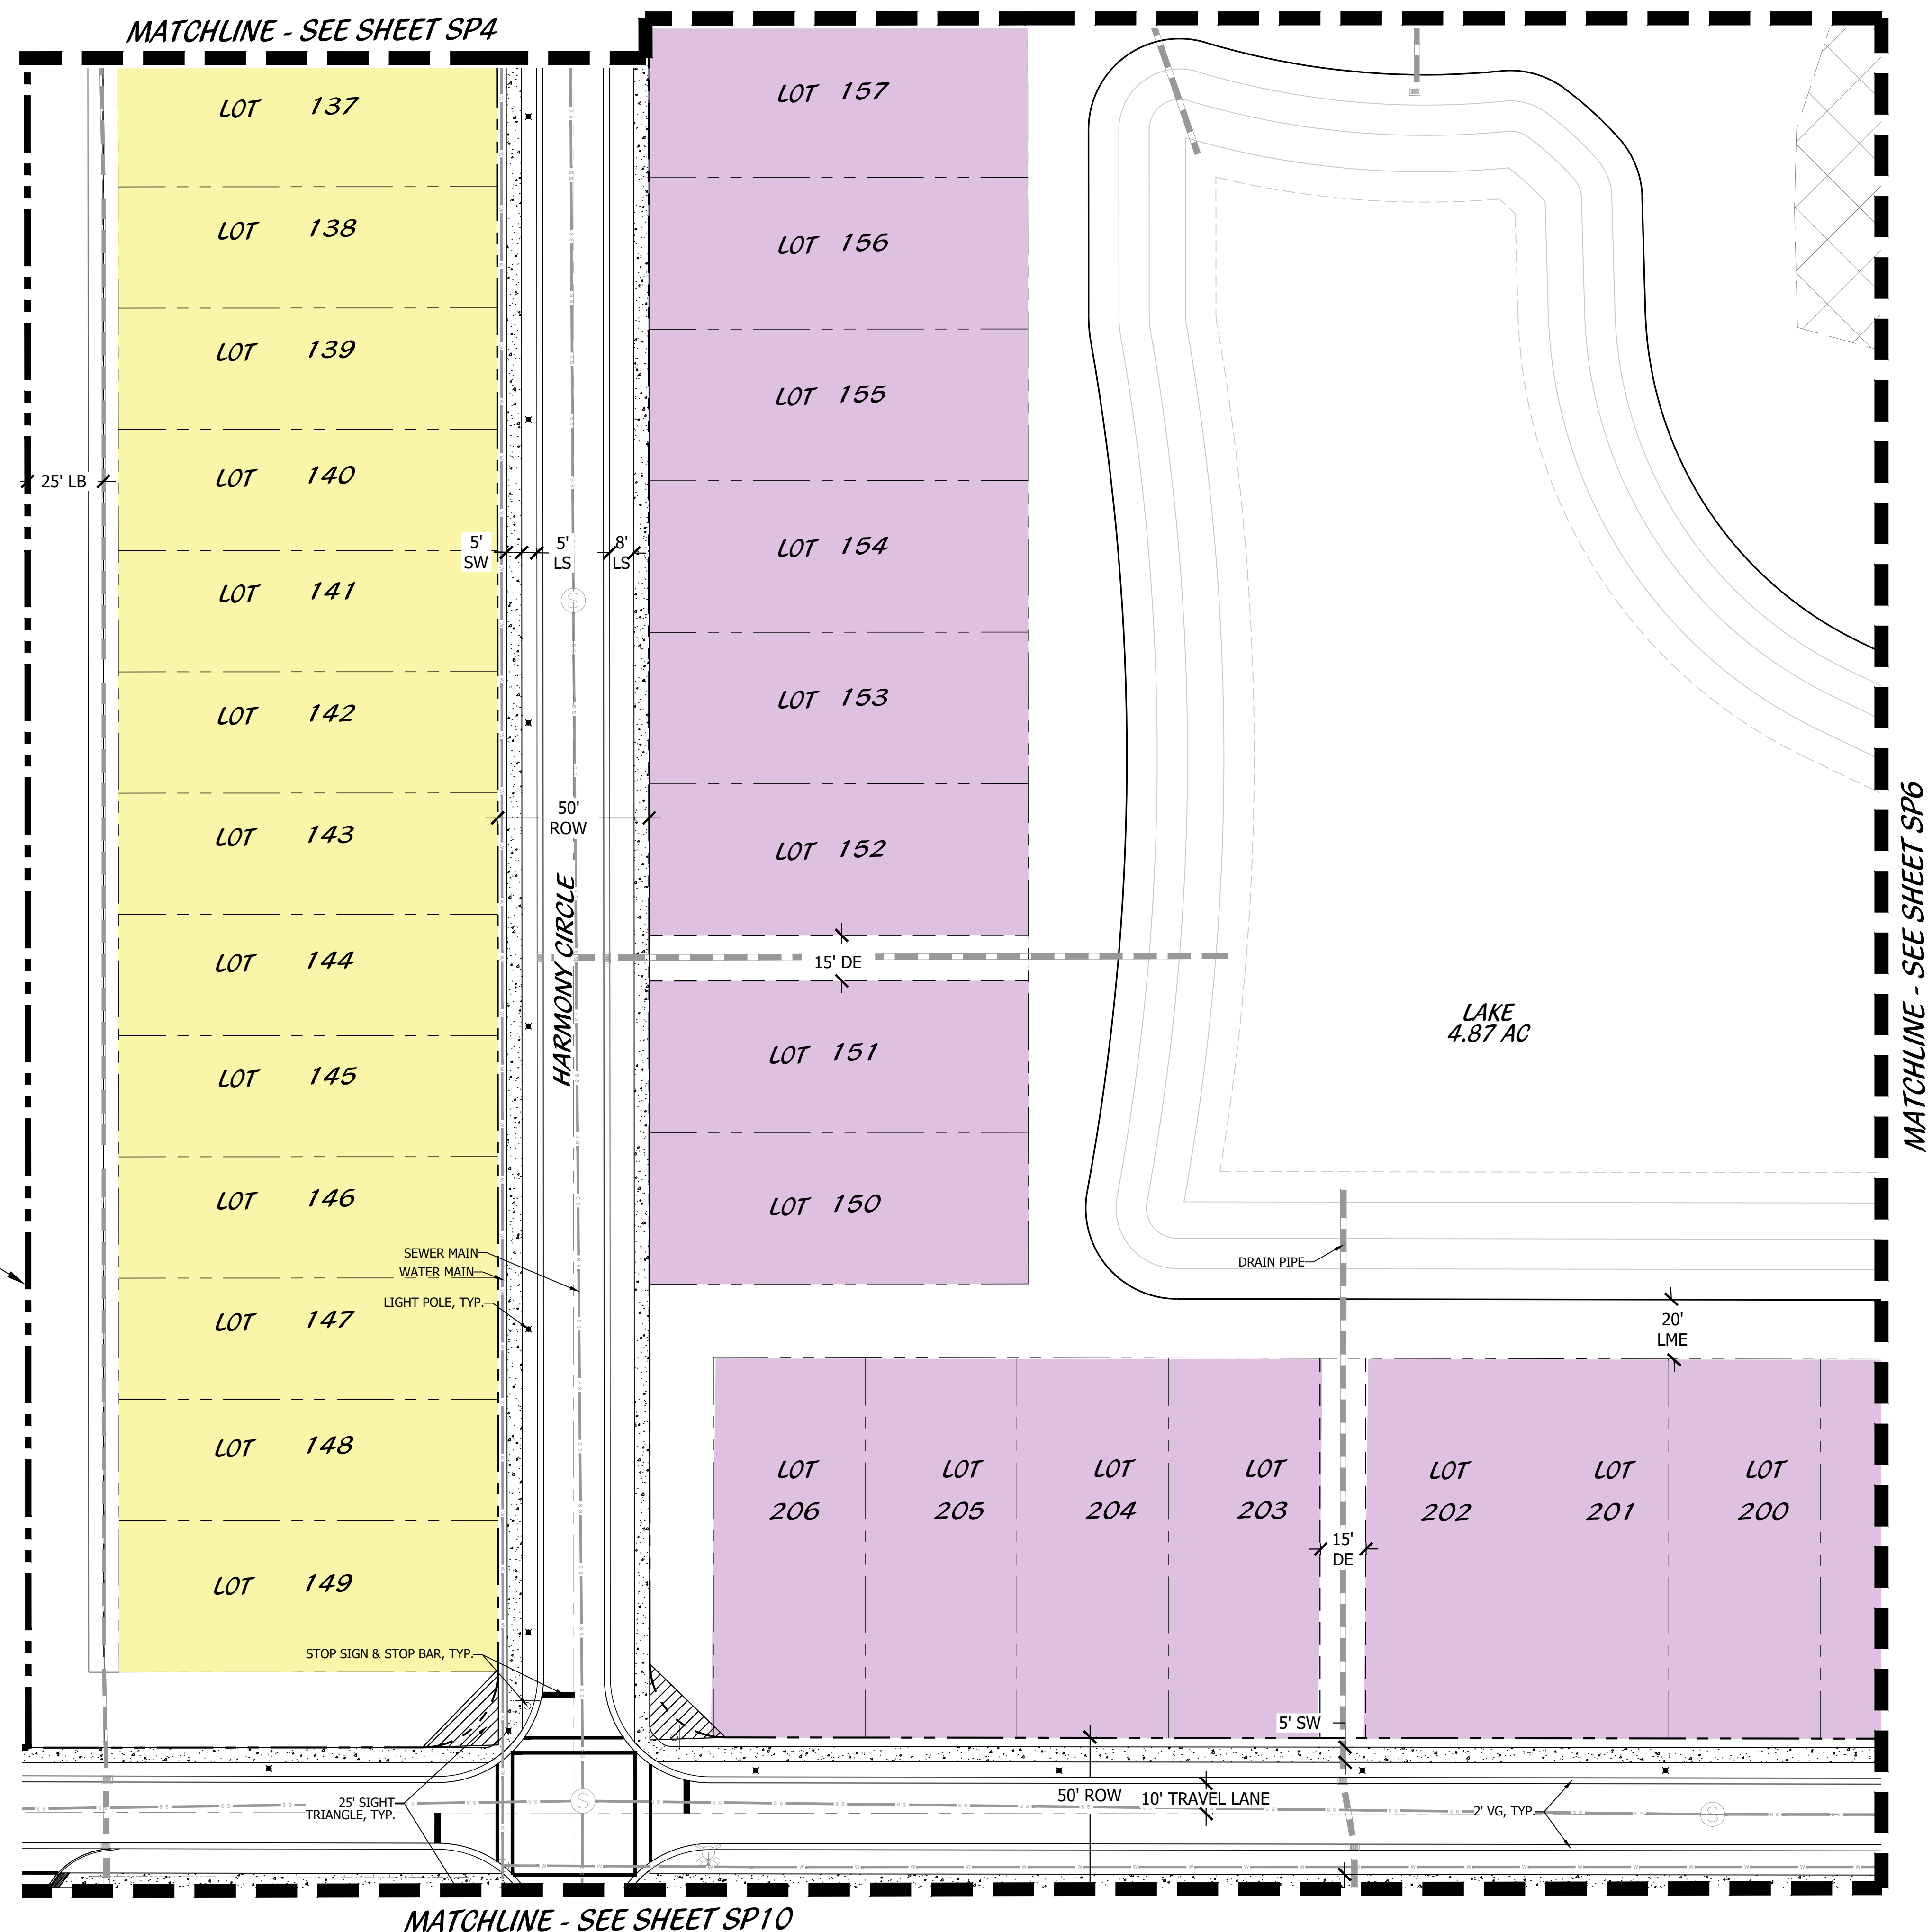 MATCHLINE - SEE SHEET SP4
LOT 137
LOT 138
LOT 139
LOT 140
LOT 141
LOT 142
LOT 143
LOT 144
LOT 145
LOT 146
LOT 147
LOT 148
LOT 149
25' LB
5'
SW
5'
LS
8'
LS
50'
ROW
HARMONY CIRCLE
SEWER MAIN
WATER MAIN
LIGHT POLE, TYP.
STOP SIGN & STOP BAR, TYP.
25' SIGHT
TRIANGLE, TYP.
LOT 157
LOT 156
LOT 155
LOT 154
LOT 153
LOT 152
15' DE
LOT 151
LOT 150
LAKE
4.87 AC
DRAIN PIPE
20'
LME
LOT
206
LOT
205
LOT
204
LOT
203
15'
DE
LOT
202
LOT
201
LOT
200
5' SW
50' ROW
10' TRAVEL LANE
2' VG, TYP.
S
S
S
MATCHLINE - SEE SHEET SP6
MATCHLINE - SEE SHEET SP10